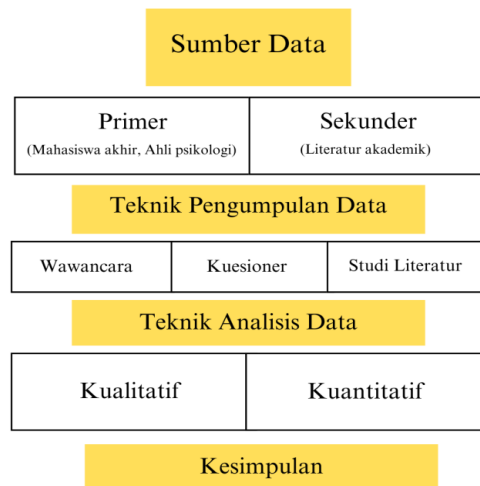 Sumber Data
Primer
(Mahasiswa akhir, Ahli psikologi)
Sekunder
(Literatur akademik)
Teknik Pengumpulan Data
Wawancara
Kuesioner
Studi Literatur
Teknik Analisis Data
Kualitatif
Kuantitatif
Kesimpulan